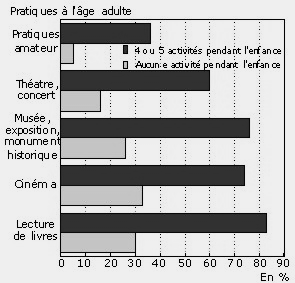 Pratiques à l'âge adulte
Pratiques
amateur
4 ou 5 activités pendant l'enfance
Aucune activité pendant l'enfance
Théatre,
concert
Musée,
exposition,
monument
historique
Cinéma
Lecture
de livres
0 10 20 30 40 50 60 70 80 90
En %